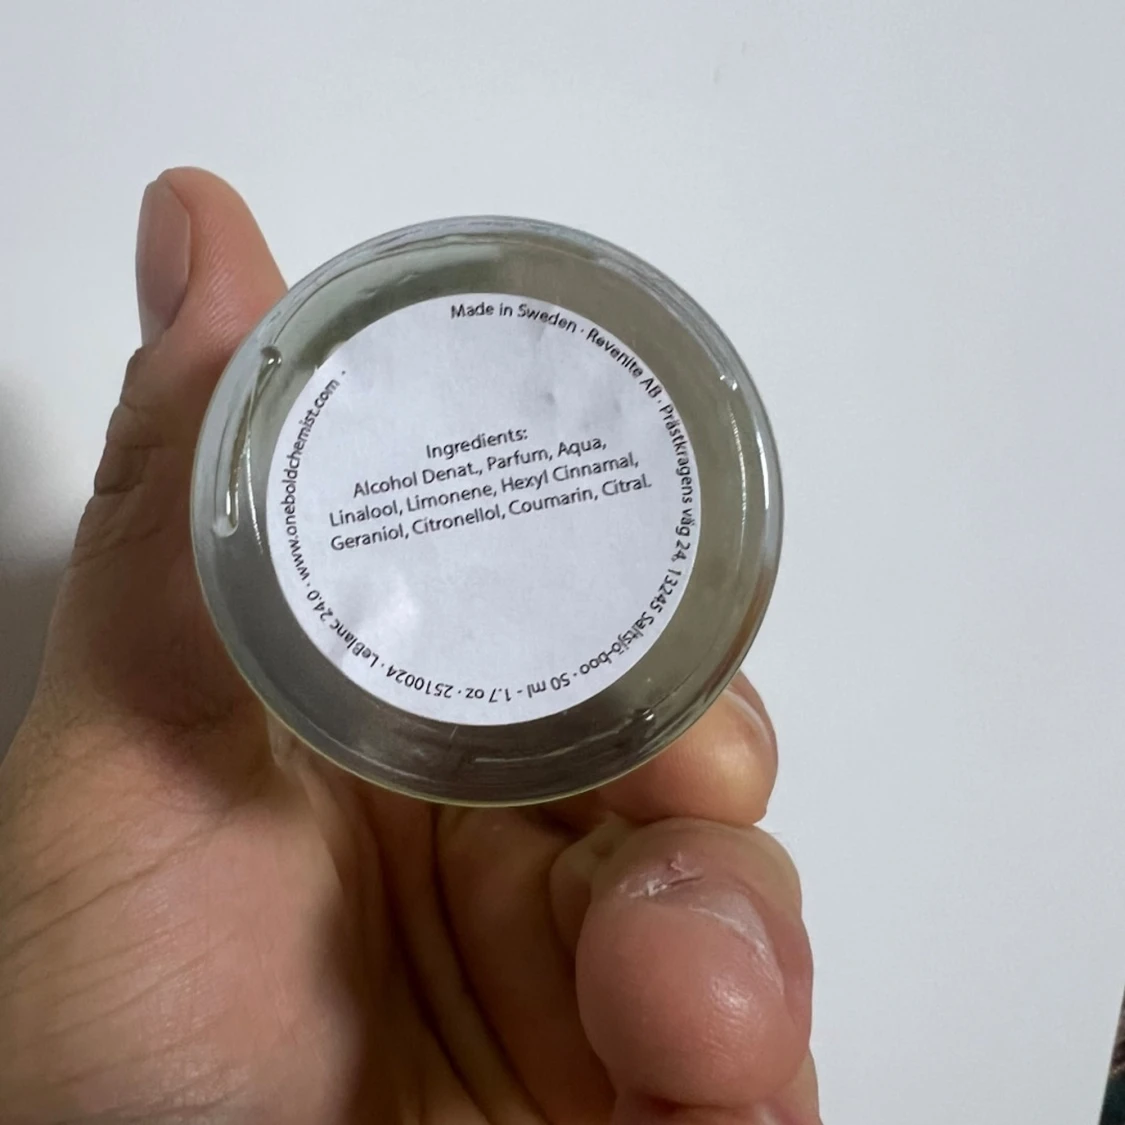 Made in Sweden · Revenite AB · Prästkragens väg 24, 13245 Saltsjö-boo · 50 ml - 1.7 oz · 2510024 · LeBlanc 24.0 · www.oneboldchemist.com ·
Ingredients:
Alcohol Denat., Parfum, Aqua,
Linalool, Limonene, Hexyl Cinnamal,
Geraniol, Citronellol, Coumarin, Citral.